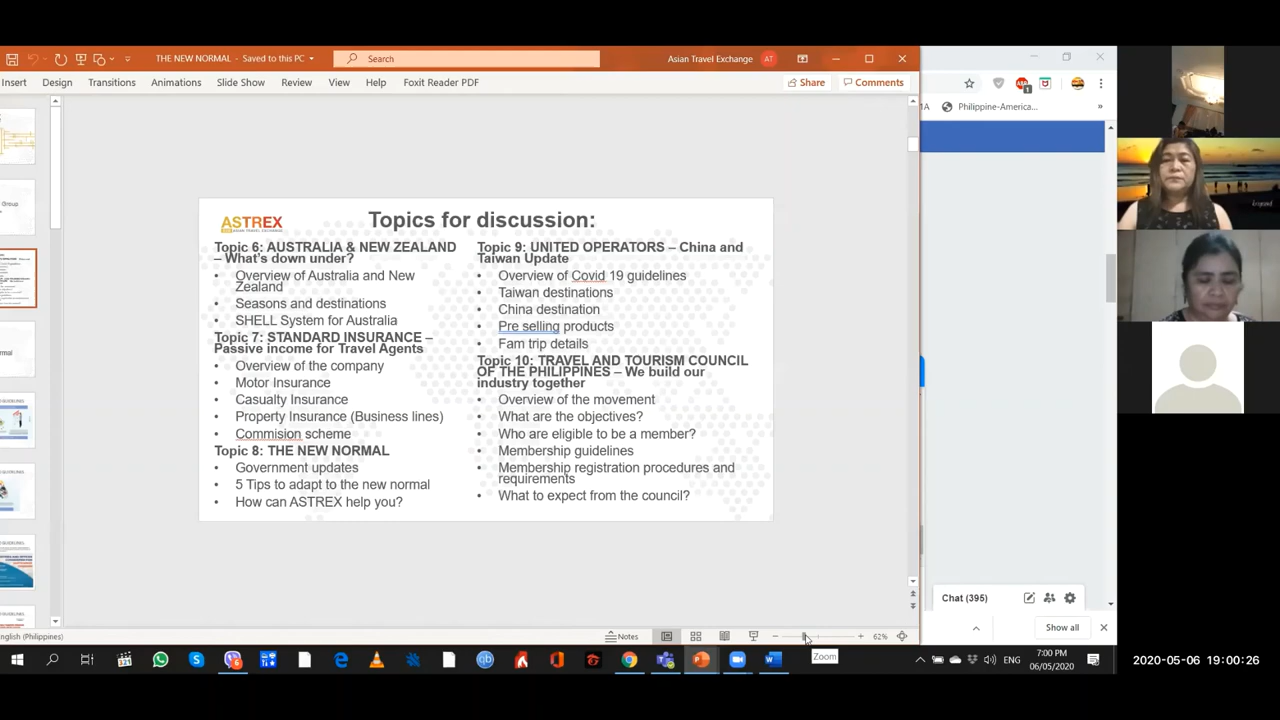 THE NEW NORMAL - Saved to this PC
Search
Asian Travel Exchange
AT
Insert
Design
Transitions
Animations
Slide Show
Review
View
Help
Foxit Reader PDF
Share
Comments
Philippine-America...
ASTREX
ASIAN TRAVEL EXCHANGE
Topics for discussion:
Topic 6: AUSTRALIA & NEW ZEALAND
– What's down under?
• Overview of Australia and New
Zealand
• Seasons and destinations
• SHELL System for Australia
Topic 7: STANDARD INSURANCE –
Passive income for Travel Agents
• Overview of the company
• Motor Insurance
• Casualty Insurance
• Property Insurance (Business lines)
• Commision scheme
Topic 8: THE NEW NORMAL
• Government updates
• 5 Tips to adapt to the new normal
• How can ASTREX help you?
Topic 9: UNITED OPERATORS – China and
Taiwan Update
• Overview of Covid 19 guidelines
• Taiwan destinations
• China destination
• Pre selling products
• Fam trip details
Topic 10: TRAVEL AND TOURISM COUNCIL
OF THE PHILIPPINES – We build our
industry together
• Overview of the movement
• What are the objectives?
• Who are eligible to be a member?
• Membership guidelines
• Membership registration procedures and
requirements
• What to expect from the council?
Chat (395)
Show all
English (Philippines)
Notes
62%
Zoom
ENG
7:00 PM
06/05/2020
2020-05-06 19:00:26